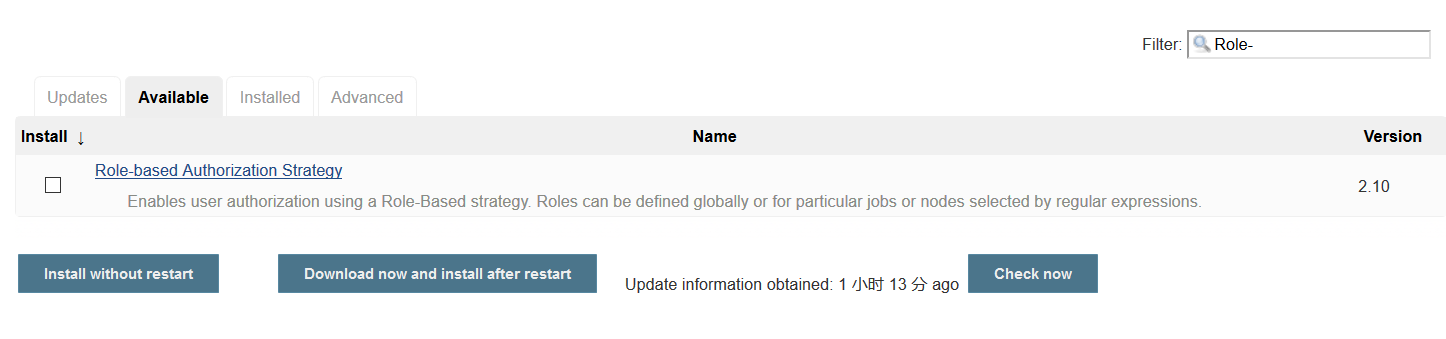 Filter: Role-
Updates Available Installed Advanced
Install ↓ Name Version
Role-based Authorization Strategy
2.10
Enables user authorization using a Role-Based strategy. Roles can be defined globally or for particular jobs or nodes selected by regular expressions.
Install without restart Download now and install after restart Update information obtained: 1 小时 13 分 ago Check now